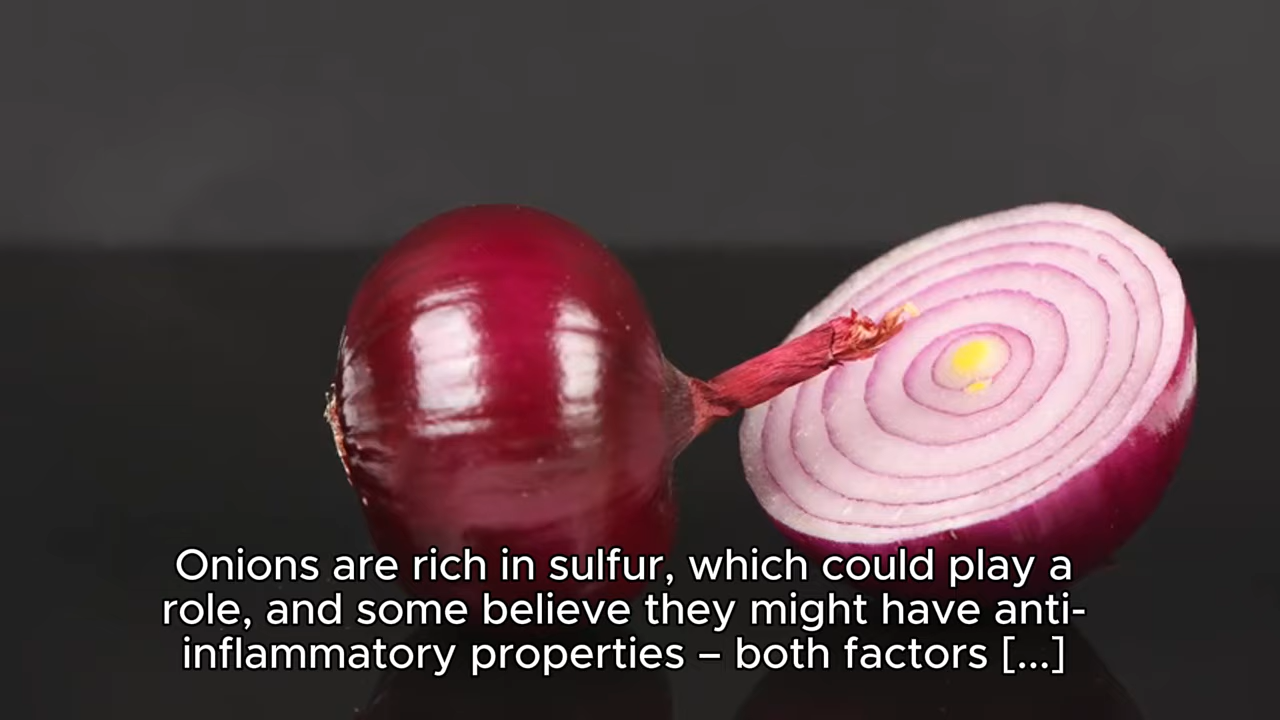 Onions are rich in sulfur, which could play a
role, and some believe they might have anti-
inflammatory properties – both factors [...]